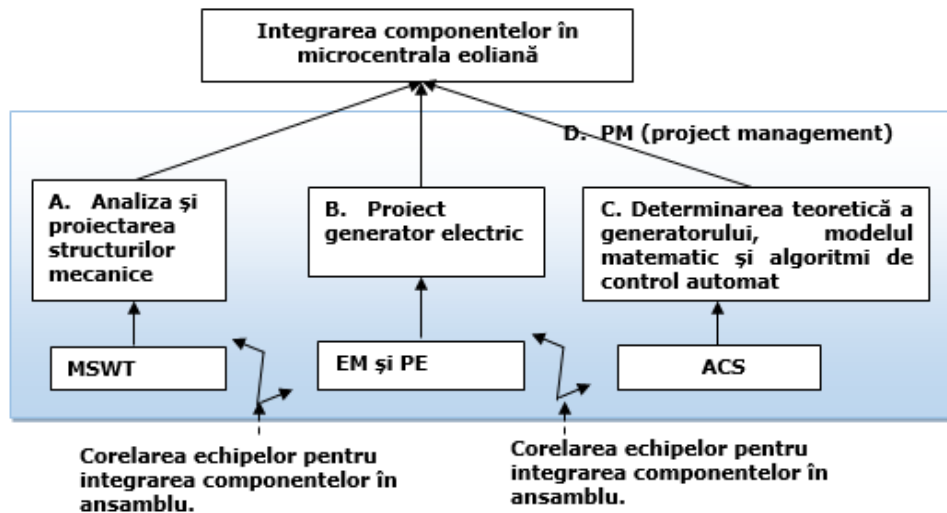 Integrarea componentelor în
microcentrala eoliană
D. PM (project management)
A. Analiza şi
proiectarea
structurilor
mecanice
B. Proiect
generator electric
C. Determinarea teoretică a
generatorului, modelul
matematic şi algoritmi de
control automat
MSWT
EM şi PE
ACS
Corelarea echipelor pentru
integrarea componentelor în
ansamblu.
Corelarea echipelor pentru
integrarea componentelor în
ansamblu.